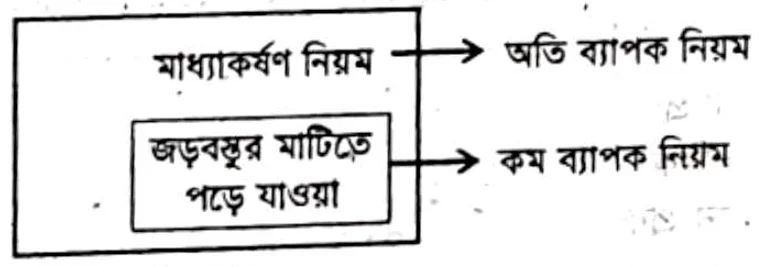 মাধ্যাকর্ষণ নিয়ম → অতি ব্যাপক নিয়ম
জড়বস্তুর মাটিতে → কম ব্যাপক নিয়ম
পড়ে যাওয়া